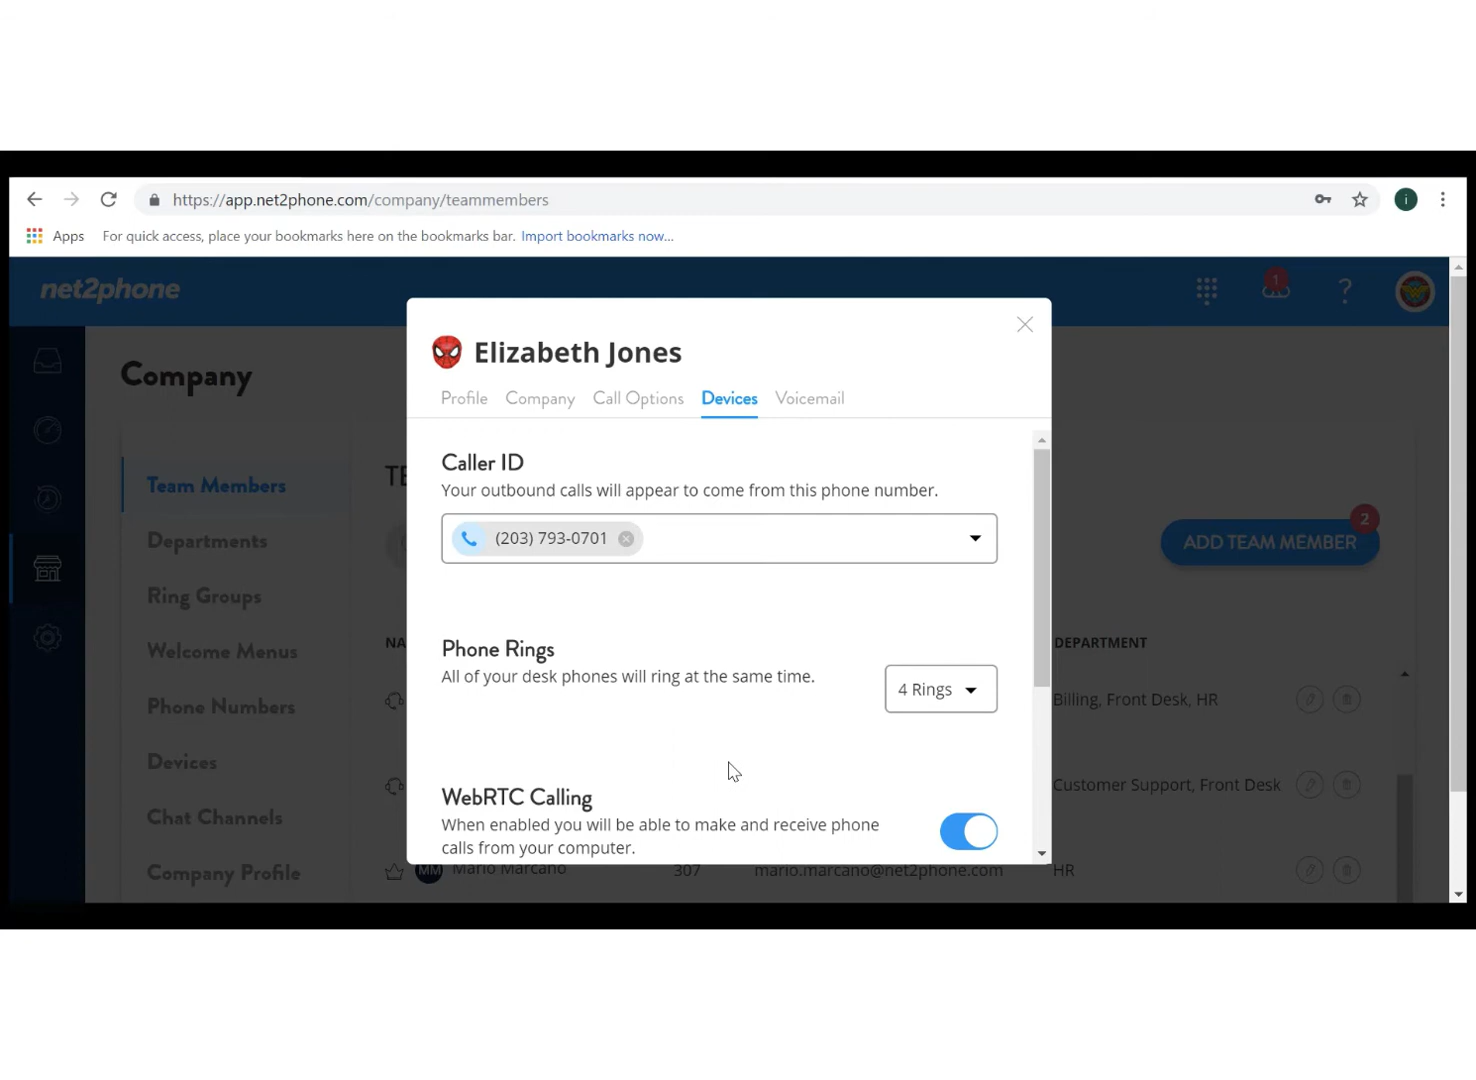 https://app.net2phone.com/company/teammembers
i
Apps For quick access, place your bookmarks here on the bookmarks bar. Import bookmarks now...
net2phone
1
?
Company
Elizabeth Jones
Profile Company Call Options Devices Voicemail
Team Members
TE
Caller ID
Your outbound calls will appear to come from this phone number.
(203) 793-0701
2
ADD TEAM MEMBER
Departments
Ring Groups
Welcome Menus
NA
DEPARTMENT
Phone Rings
All of your desk phones will ring at the same time.
4 Rings
Phone Numbers
Billing, Front Desk, HR
Devices
Customer Support, Front Desk
WebRTC Calling
When enabled you will be able to make and receive phone
calls from your computer.
Chat Channels
Company Profile
MM Mario Marcano 307 mario.marcano@net2phone.com HR